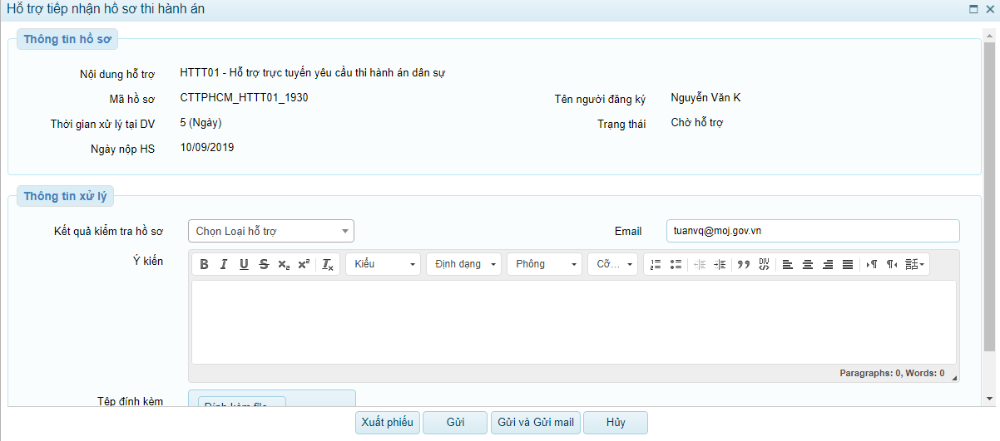 Hỗ trợ tiếp nhận hồ sơ thi hành án
Thông tin hồ sơ
Nội dung hỗ trợ HTTT01 - Hỗ trợ trực tuyến yêu cầu thi hành án dân sự
Mã hồ sơ CTTPHCM_HTTT01_1930 Tên người đăng ký Nguyễn Văn K
Thời gian xử lý tại DV 5 (Ngày) Trạng thái Chờ hỗ trợ
Ngày nộp HS 10/09/2019
Thông tin xử lý
Kết quả kiểm tra hồ sơ Chọn Loại hỗ trợ Email tuanvq@moj.gov.vn
Ý kiến B I U S x₂ x² Tx Kiểu Định dạng Phông Cỡ... DIV 話
Paragraphs: 0, Words: 0
Tệp đính kèm Đính kèm file
Xuất phiếu Gửi Gửi và Gửi mail Hủy